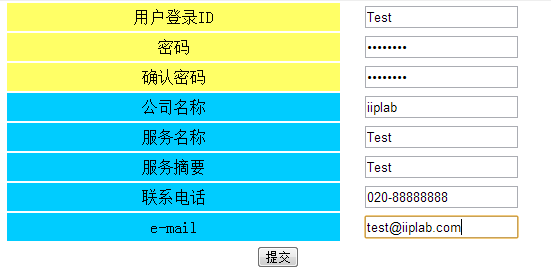 用户登录ID Test
密码 ••••••••
确认密码 ••••••••
公司名称 iiplab
服务名称 Test
服务摘要 Test
联系电话 020-88888888
e-mail test@iiplab.com
提交